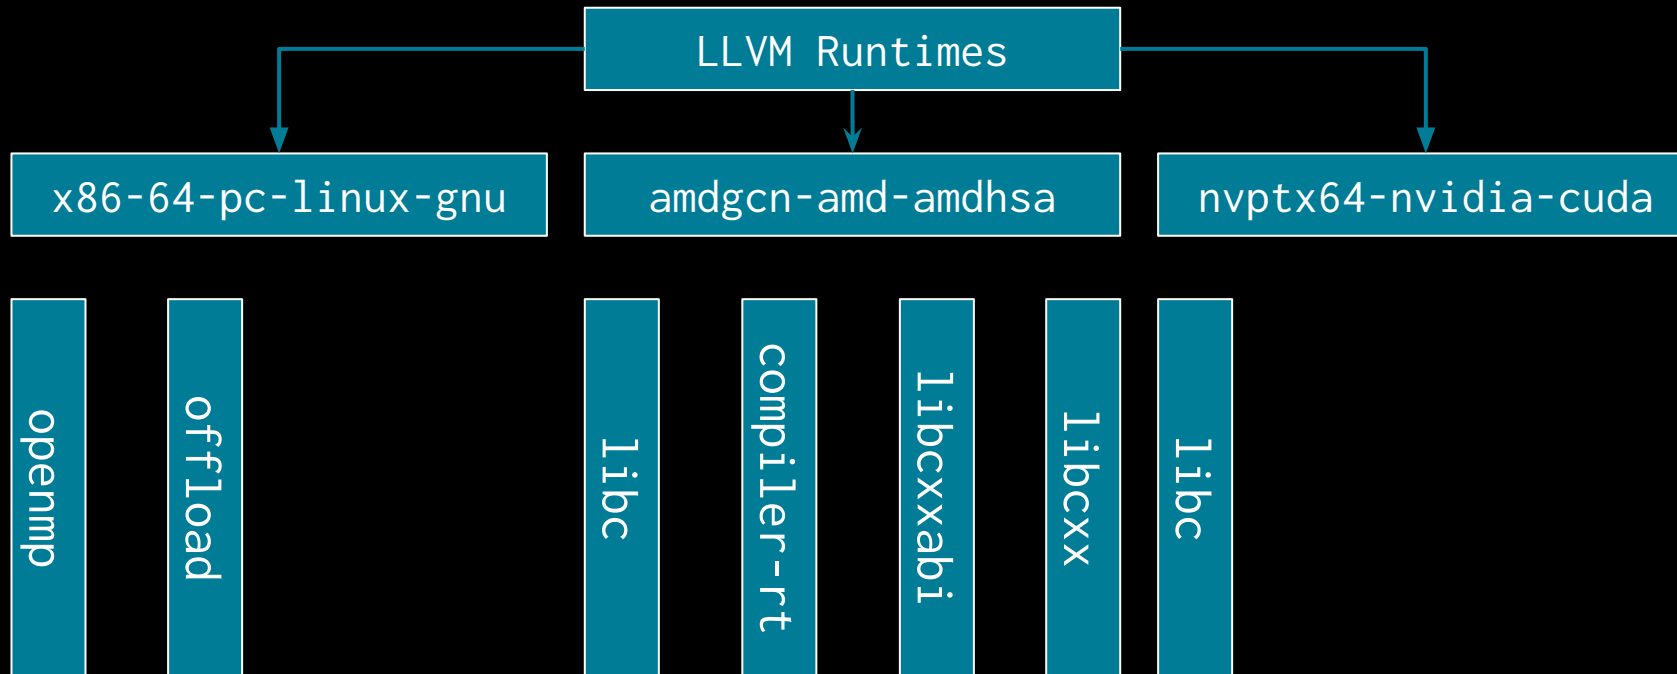 LLVM Runtimes
x86-64-pc-linux-gnu
amdgcn-amd-amdhsa
nvptx64-nvidia-cuda
openmp
offload
libc
compiler-rt
libcxxabi
libcxx
libc